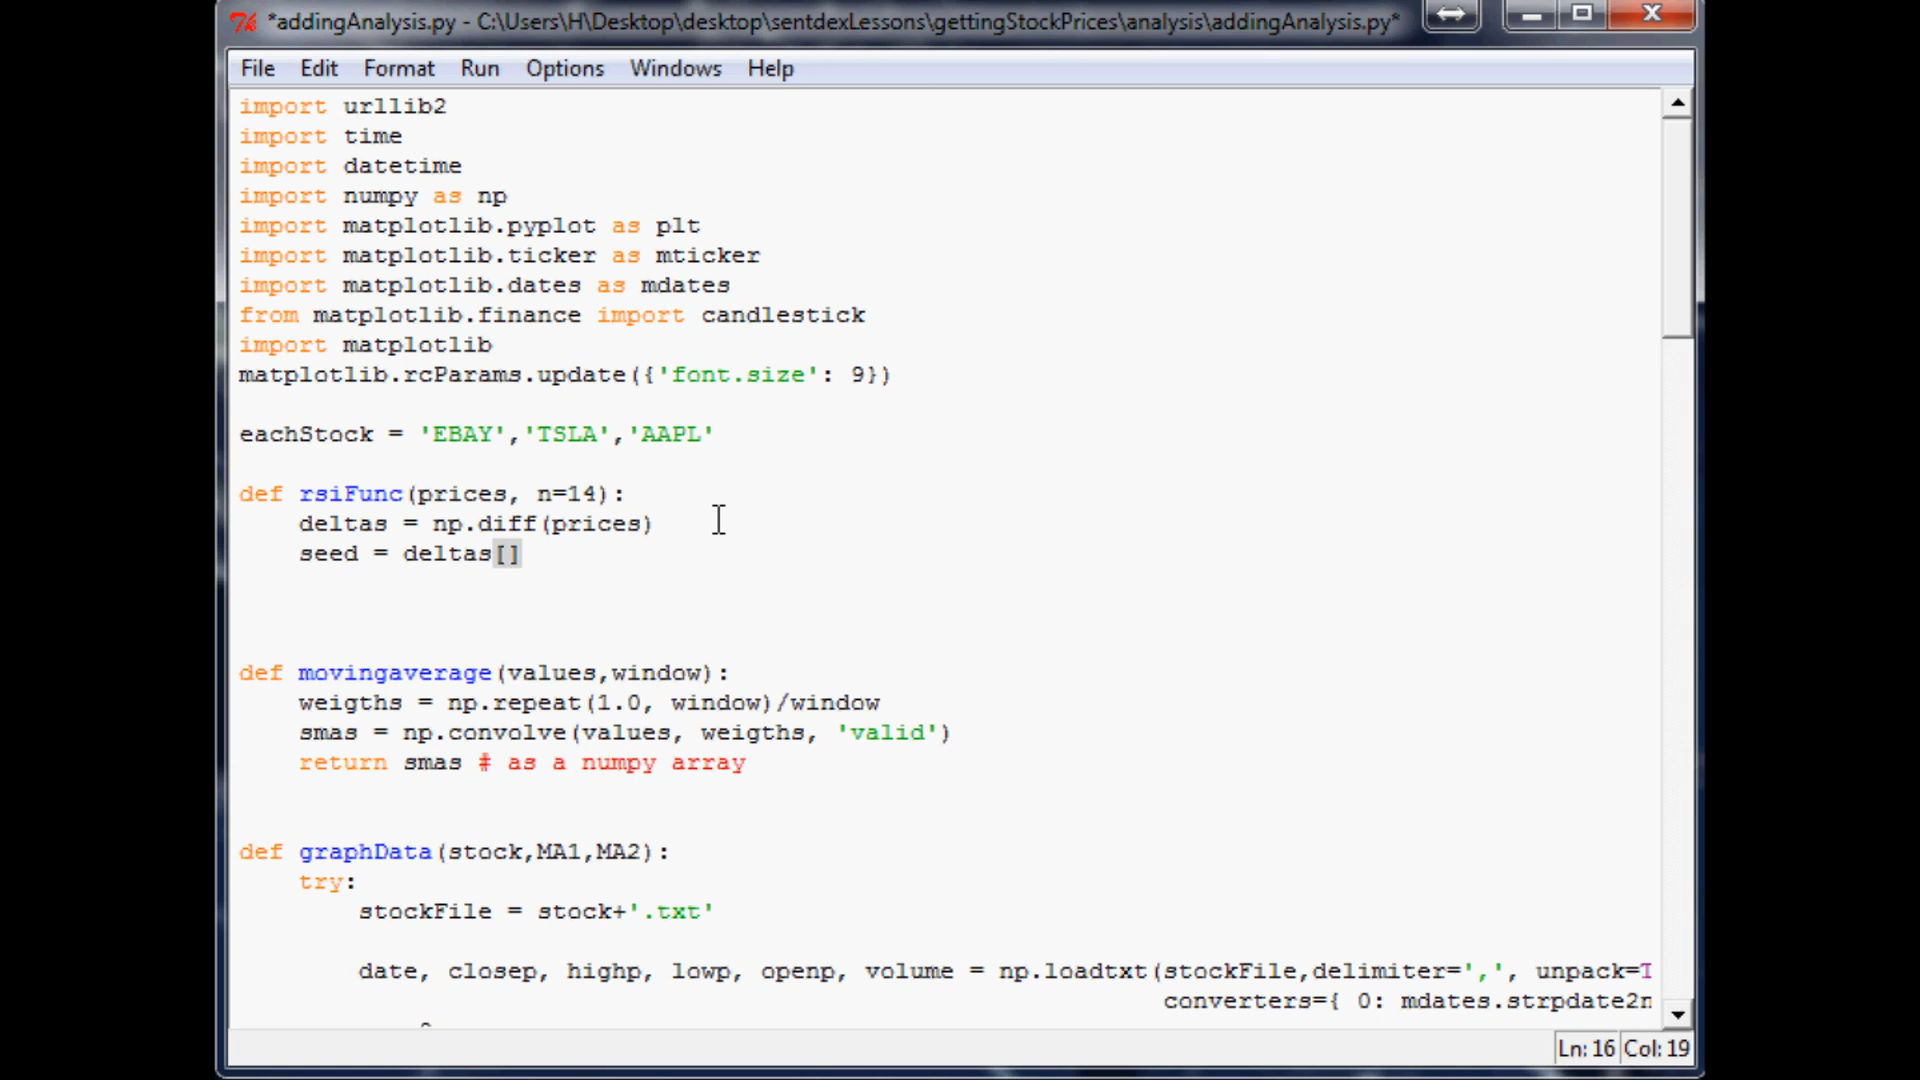 *addingAnalysis.py - C:\Users\H\Desktop\desktop\sentdexLessons\gettingStockPrices\analysis\addingAnalysis.py*
File Edit Format Run Options Windows Help
import urllib2
import time
import datetime
import numpy as np
import matplotlib.pyplot as plt
import matplotlib.ticker as mticker
import matplotlib.dates as mdates
from matplotlib.finance import candlestick
import matplotlib
matplotlib.rcParams.update({'font.size': 9})
eachStock = 'EBAY','TSLA','AAPL'
def rsiFunc(prices, n=14):
    deltas = np.diff(prices)
    seed = deltas[]
def movingaverage(values,window):
    weigths = np.repeat(1.0, window)/window
    smas = np.convolve(values, weigths, 'valid')
    return smas # as a numpy array
def graphData(stock,MA1,MA2):
    try:
        stockFile = stock+'.txt'
        date, closep, highp, lowp, openp, volume = np.loadtxt(stockFile,delimiter=',', unpack=T
                                                              converters={ 0: mdates.strpdate2n
Ln: 16 Col: 19